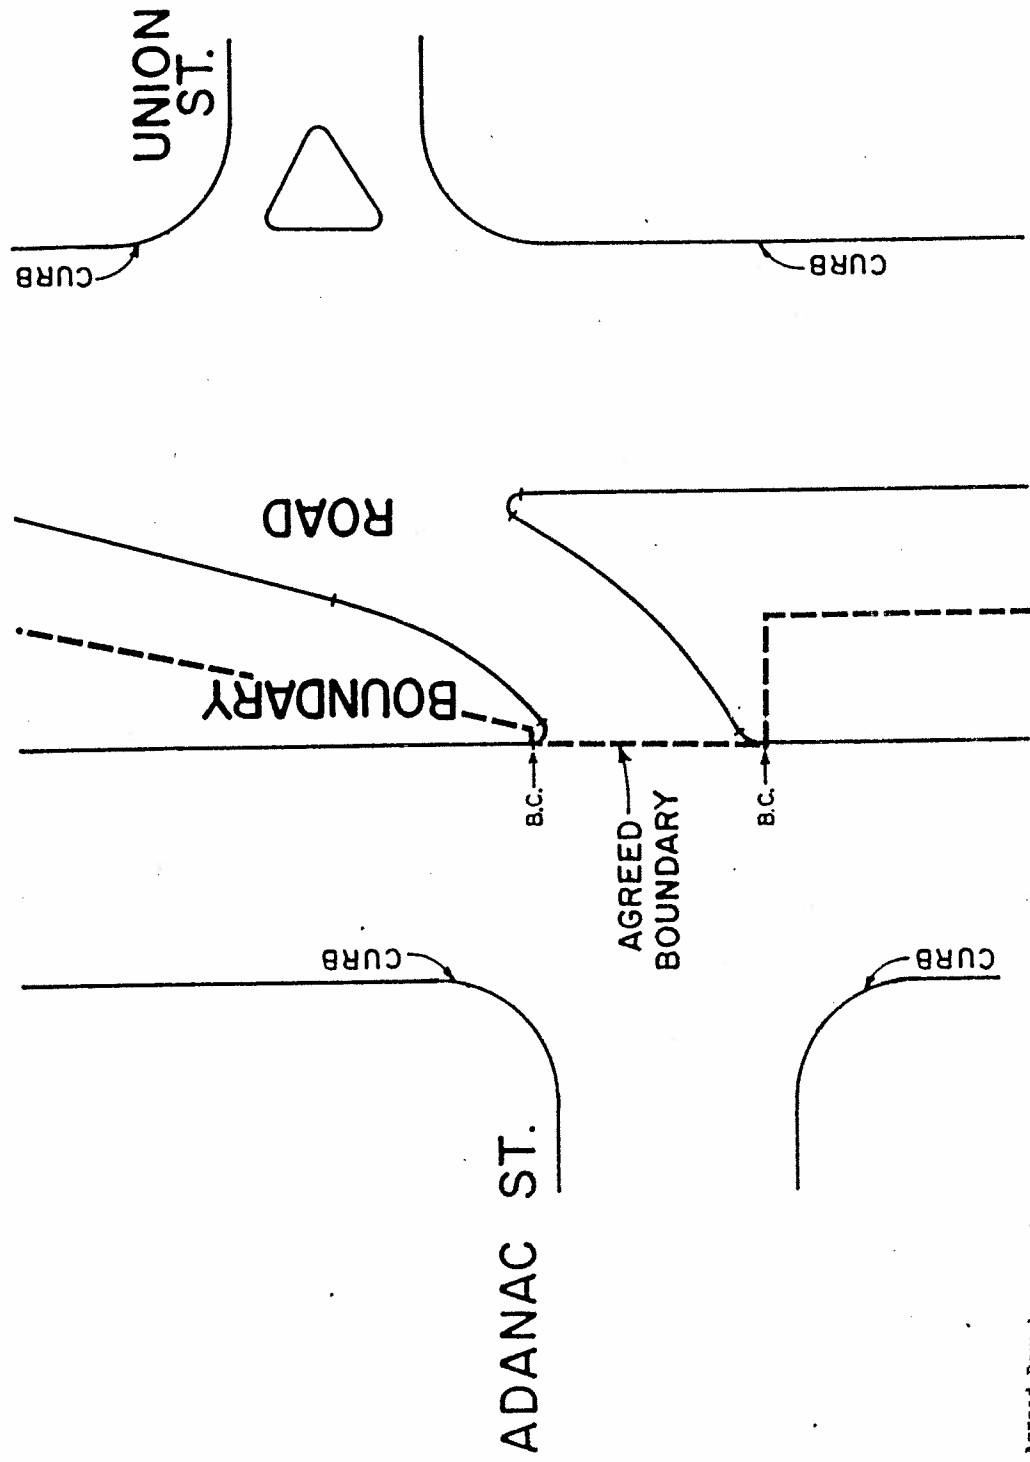 UNION
ST.
CURB
CURB
BOUNDARY
ROAD
B.C.
B.C.
AGREED
BOUNDARY
CURB
CURB
ADANAC ST.